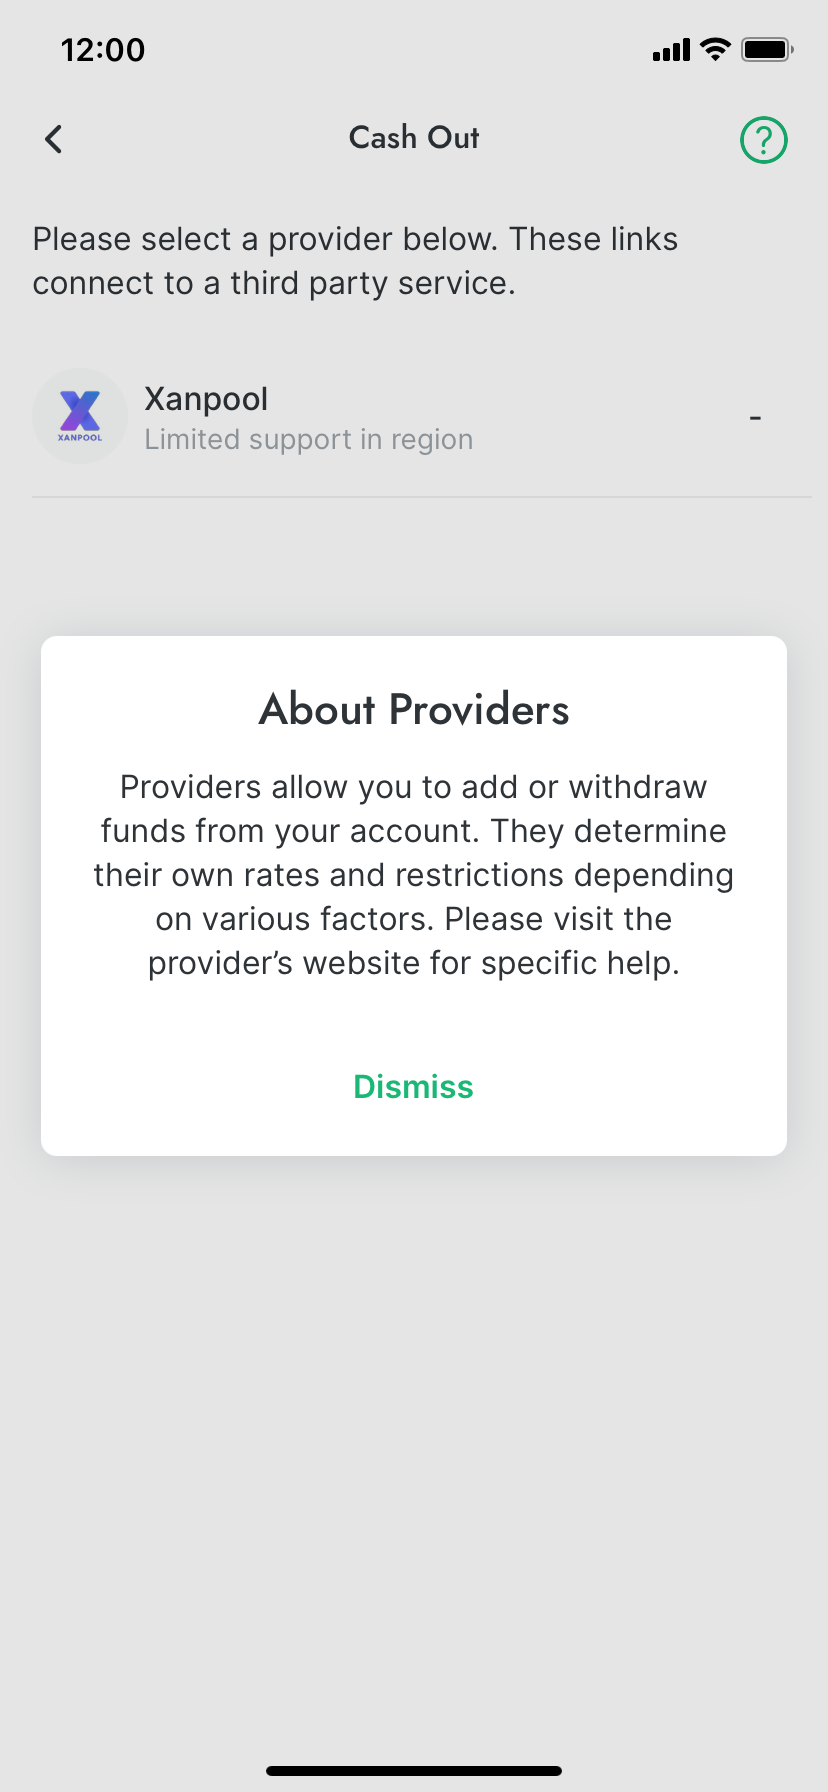 12:00
Cash Out
?
Please select a provider below. These links
connect to a third party service.
XANPOOL
Xanpool
Limited support in region
-
About Providers
Providers allow you to add or withdraw
funds from your account. They determine
their own rates and restrictions depending
on various factors. Please visit the
provider’s website for specific help.
Dismiss